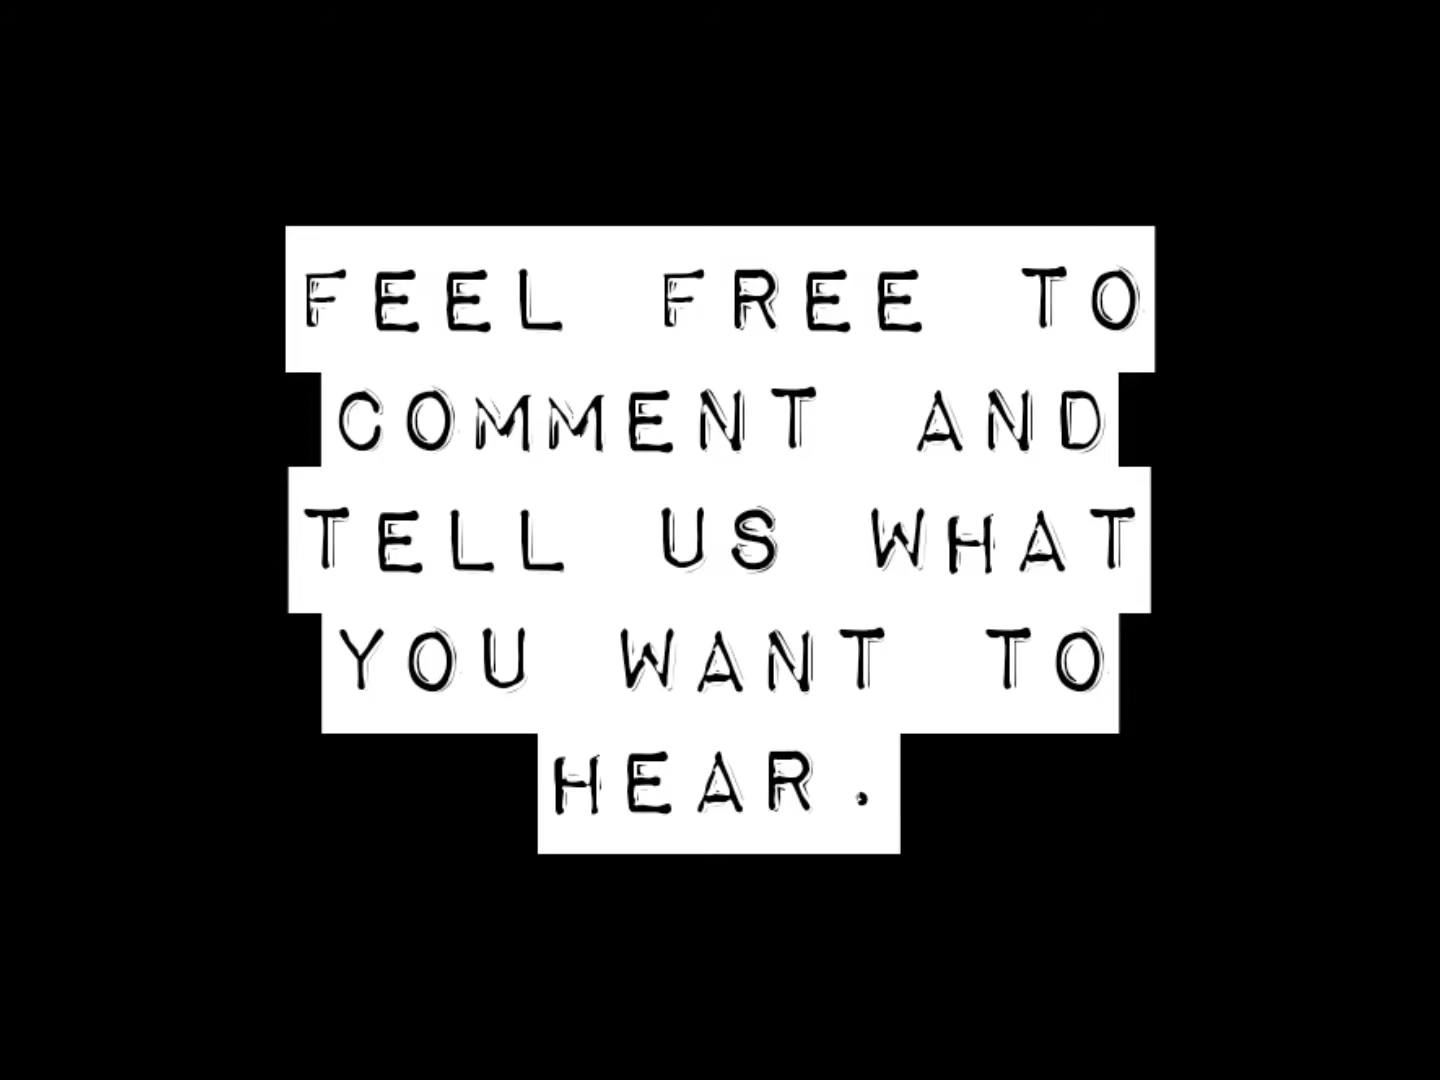 FEEL FREE TO
COMMENT AND
TELL US WHAT
YOU WANT TO
HEAR.